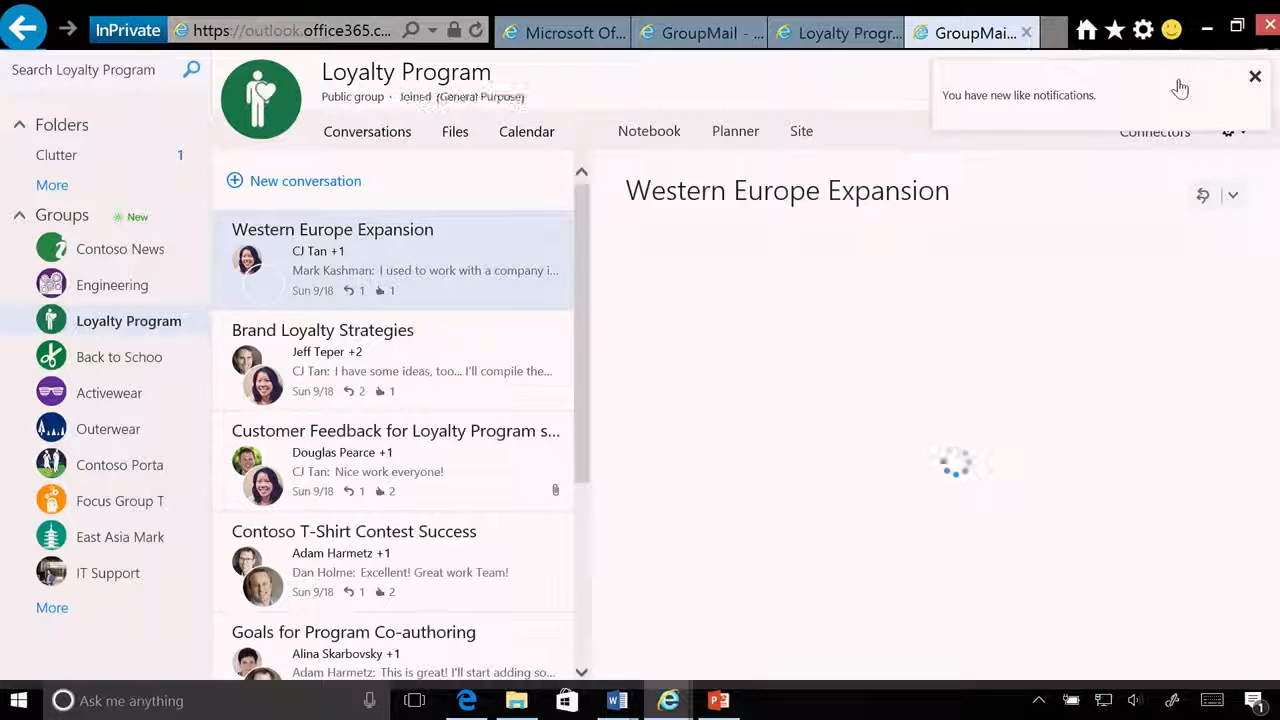 InPrivate
https://outlook.office365.c...
Microsoft Of...
GroupMail - ...
Loyalty Progr...
GroupMai...
Search Loyalty Program
Folders
Clutter 1
More
Groups New
Contoso News
Engineering
Loyalty Program
Back to Schoo
Activewear
Outerwear
Contoso Porta
Focus Group T
East Asia Mark
IT Support
More
Loyalty Program
Public group · Joined (General Purpose)
Conversations Files Calendar Notebook Planner Site Connectors
You have new like notifications.
New conversation
Western Europe Expansion
CJ Tan +1
Mark Kashman: I used to work with a company i...
Sun 9/18 1 1
Brand Loyalty Strategies
Jeff Teper +2
CJ Tan: I have some ideas, too... I'll compile the...
Sun 9/18 2 1
Customer Feedback for Loyalty Program s...
Douglas Pearce +1
CJ Tan: Nice work everyone!
Sun 9/18 1 2
Contoso T-Shirt Contest Success
Adam Harmetz +1
Dan Holme: Excellent! Great work Team!
Sun 9/18 1 2
Goals for Program Co-authoring
Alina Skarbovsky +1
Adam Harmetz: This is great! I'll start adding so...
Western Europe Expansion
Ask me anything
1